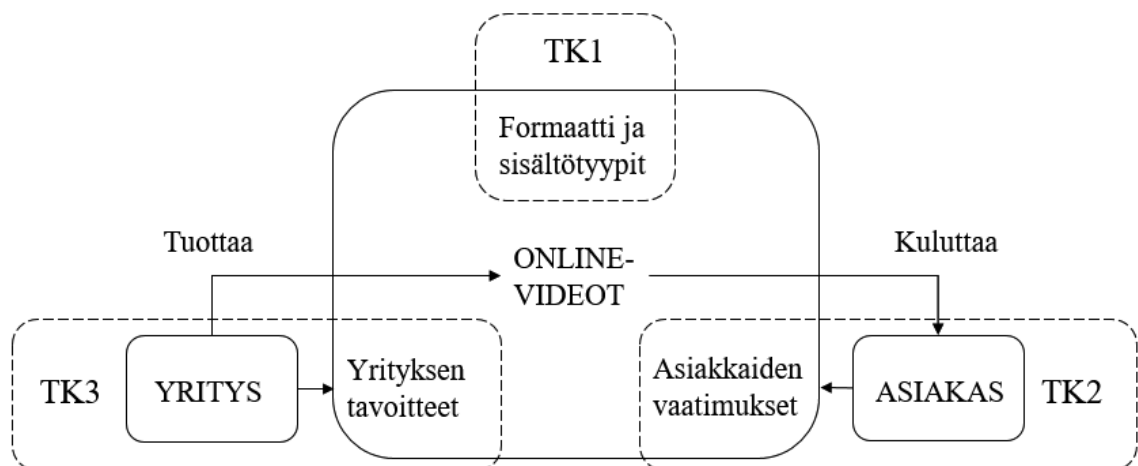 TK1
Formaatti ja
sisältötyypit
Tuottaa
Kuluttaa
ONLINE-
VIDEOT
TK3
YRITYS
Yrityksen
tavoitteet
Asiakkaiden
vaatimukset
ASIAKAS
TK2